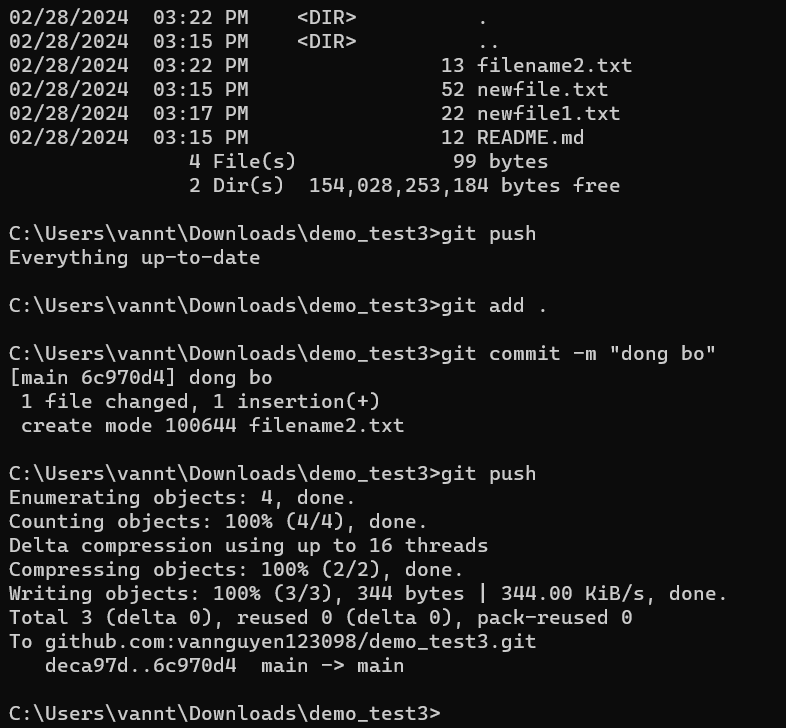 02/28/2024  03:22 PM    <DIR>          .
02/28/2024  03:15 PM    <DIR>          ..
02/28/2024  03:22 PM                13 filename2.txt
02/28/2024  03:15 PM                52 newfile.txt
02/28/2024  03:17 PM                22 newfile1.txt
02/28/2024  03:15 PM                12 README.md
               4 File(s)             99 bytes
               2 Dir(s)  154,028,253,184 bytes free

C:\Users\vannt\Downloads\demo_test3>git push
Everything up-to-date

C:\Users\vannt\Downloads\demo_test3>git add .

C:\Users\vannt\Downloads\demo_test3>git commit -m "dong bo"
[main 6c970d4] dong bo
 1 file changed, 1 insertion(+)
 create mode 100644 filename2.txt

C:\Users\vannt\Downloads\demo_test3>git push
Enumerating objects: 4, done.
Counting objects: 100% (4/4), done.
Delta compression using up to 16 threads
Compressing objects: 100% (2/2), done.
Writing objects: 100% (3/3), 344 bytes | 344.00 KiB/s, done.
Total 3 (delta 0), reused 0 (delta 0), pack-reused 0
To github.com:vannguyen123098/demo_test3.git
   deca97d..6c970d4  main -> main

C:\Users\vannt\Downloads\demo_test3>